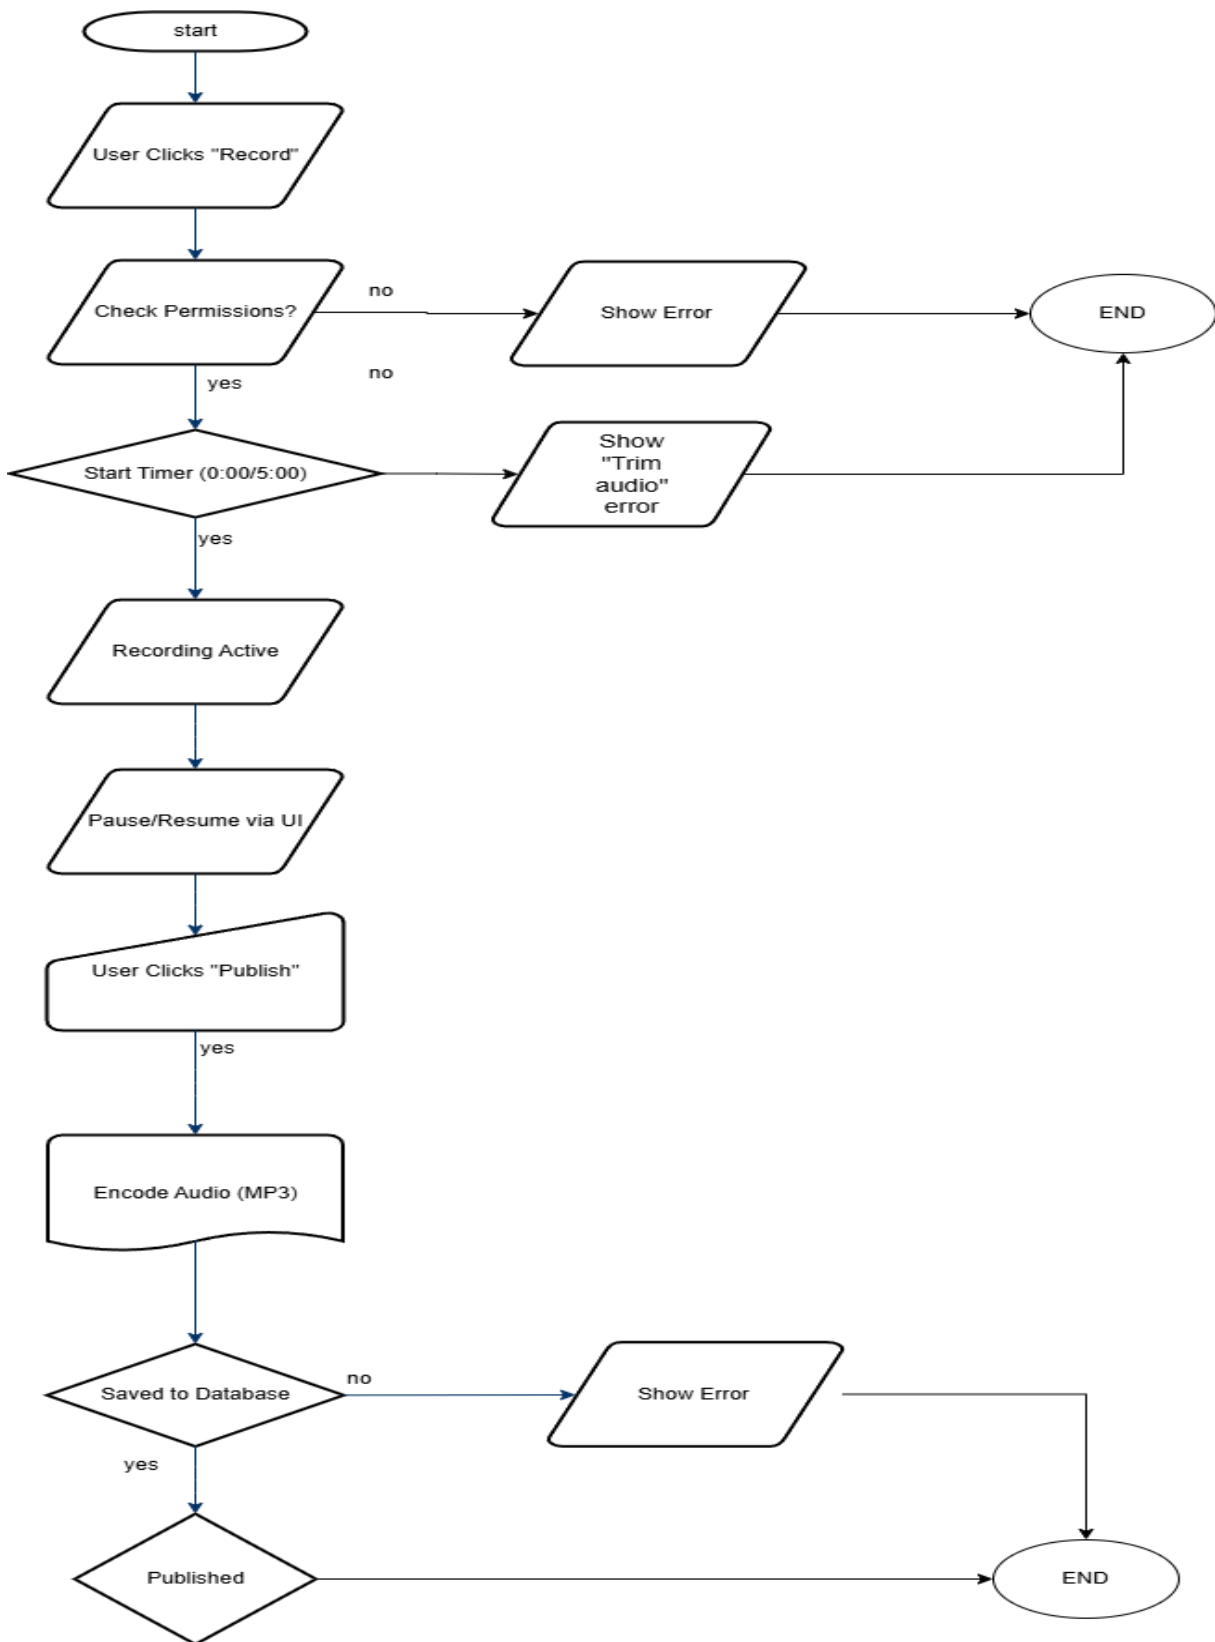 start
User Clicks "Record"
Check Permissions?
no
Show Error
END
yes
no
Start Timer (0:00/5:00)
Show
"Trim
audio"
error
yes
Recording Active
Pause/Resume via UI
User Clicks "Publish"
yes
Encode Audio (MP3)
Saved to Database
no
Show Error
yes
Published
END